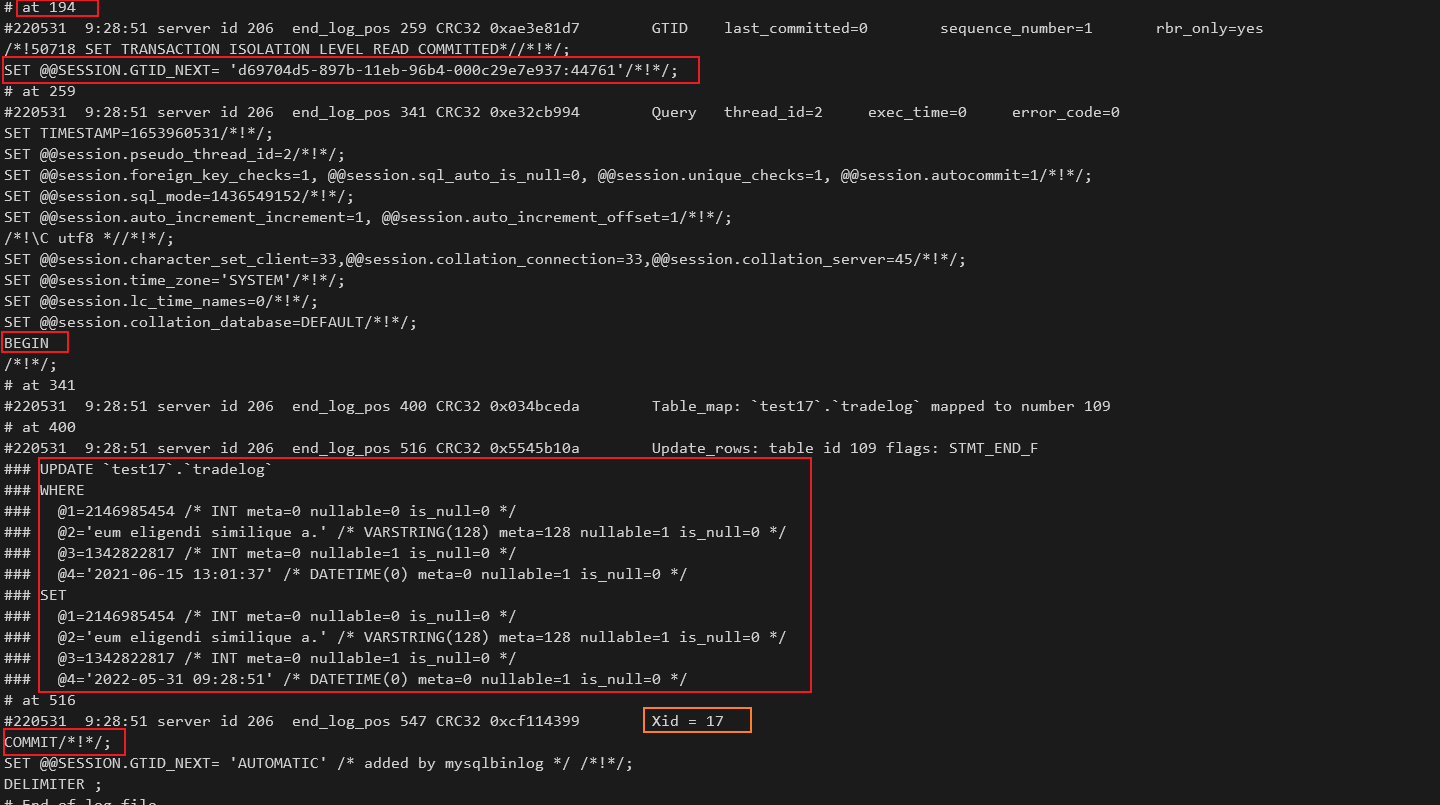 # at 194
#220531  9:28:51 server id 206  end_log_pos 259 CRC32 0xae3e81d7        GTID    last_committed=0        sequence_number=1       rbr_only=yes
/*!50718 SET TRANSACTION ISOLATION LEVEL READ COMMITTED*//*!*/;
SET @@SESSION.GTID_NEXT= 'd69704d5-897b-11eb-96b4-000c29e7e937:44761'/*!*/;
# at 259
#220531  9:28:51 server id 206  end_log_pos 341 CRC32 0xe32cb994        Query   thread_id=2     exec_time=0     error_code=0
SET TIMESTAMP=1653960531/*!*/;
SET @@session.pseudo_thread_id=2/*!*/;
SET @@session.foreign_key_checks=1, @@session.sql_auto_is_null=0, @@session.unique_checks=1, @@session.autocommit=1/*!*/;
SET @@session.sql_mode=1436549152/*!*/;
SET @@session.auto_increment_increment=1, @@session.auto_increment_offset=1/*!*/;
/*!\C utf8 *//*!*/;
SET @@session.character_set_client=33,@@session.collation_connection=33,@@session.collation_server=45/*!*/;
SET @@session.time_zone='SYSTEM'/*!*/;
SET @@session.lc_time_names=0/*!*/;
SET @@session.collation_database=DEFAULT/*!*/;
BEGIN
/*!*/;
# at 341
#220531  9:28:51 server id 206  end_log_pos 400 CRC32 0x034bceda        Table_map: `test17`.`tradelog` mapped to number 109
# at 400
#220531  9:28:51 server id 206  end_log_pos 516 CRC32 0x5545b10a        Update_rows: table id 109 flags: STMT_END_F
### UPDATE `test17`.`tradelog`
### WHERE
###   @1=2146985454 /* INT meta=0 nullable=0 is_null=0 */
###   @2='eum eligendi similique a.' /* VARSTRING(128) meta=128 nullable=1 is_null=0 */
###   @3=1342822817 /* INT meta=0 nullable=1 is_null=0 */
###   @4='2021-06-15 13:01:37' /* DATETIME(0) meta=0 nullable=1 is_null=0 */
### SET
###   @1=2146985454 /* INT meta=0 nullable=0 is_null=0 */
###   @2='eum eligendi similique a.' /* VARSTRING(128) meta=128 nullable=1 is_null=0 */
###   @3=1342822817 /* INT meta=0 nullable=1 is_null=0 */
###   @4='2022-05-31 09:28:51' /* DATETIME(0) meta=0 nullable=1 is_null=0 */
# at 516
#220531  9:28:51 server id 206  end_log_pos 547 CRC32 0xcf114399        Xid = 17
COMMIT/*!*/;
SET @@SESSION.GTID_NEXT= 'AUTOMATIC' /* added by mysqlbinlog */ /*!*/;
DELIMITER ;
# End of log file